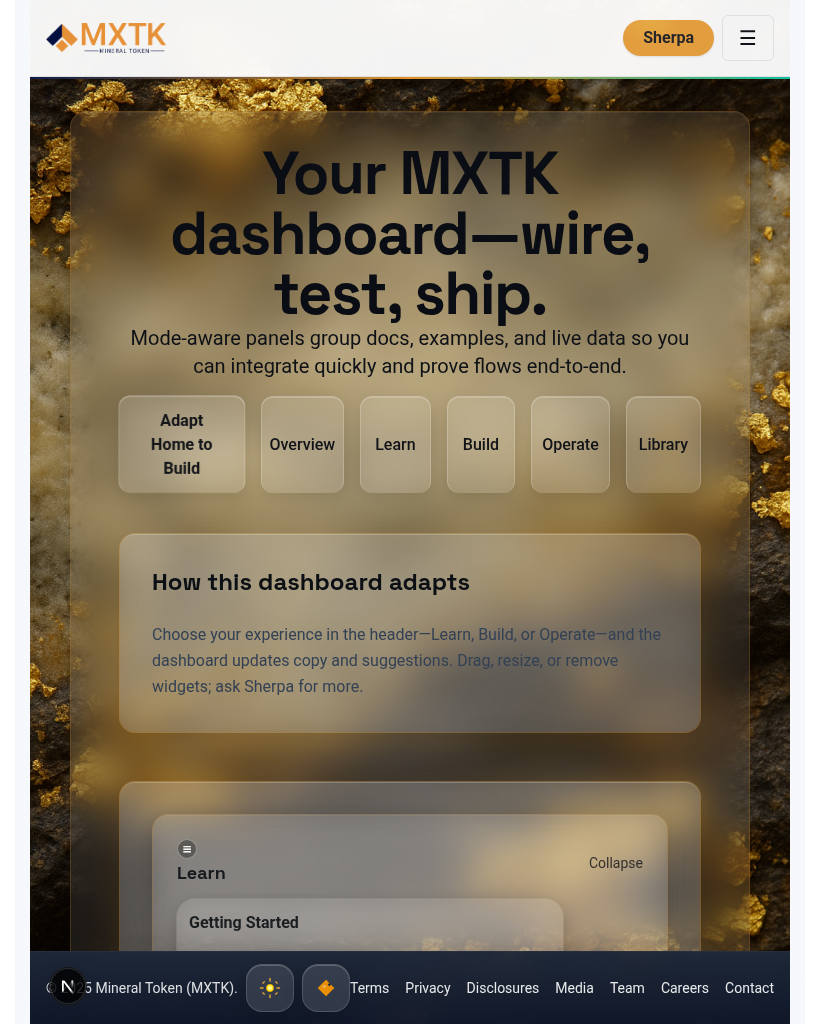 MXTK
MINERAL TOKEN
Sherpa
Your MXTK
dashboard—wire,
test, ship.
Mode-aware panels group docs, examples, and live data so you
can integrate quickly and prove flows end-to-end.
Adapt
Home to
Build
Overview
Learn
Build
Operate
Library
How this dashboard adapts
Choose your experience in the header—Learn, Build, or Operate—and the
dashboard updates copy and suggestions. Drag, resize, or remove
widgets; ask Sherpa for more.
Learn
Collapse
Getting Started
N
Mineral Token (MXTK).
Terms
Privacy
Disclosures
Media
Team
Careers
Contact